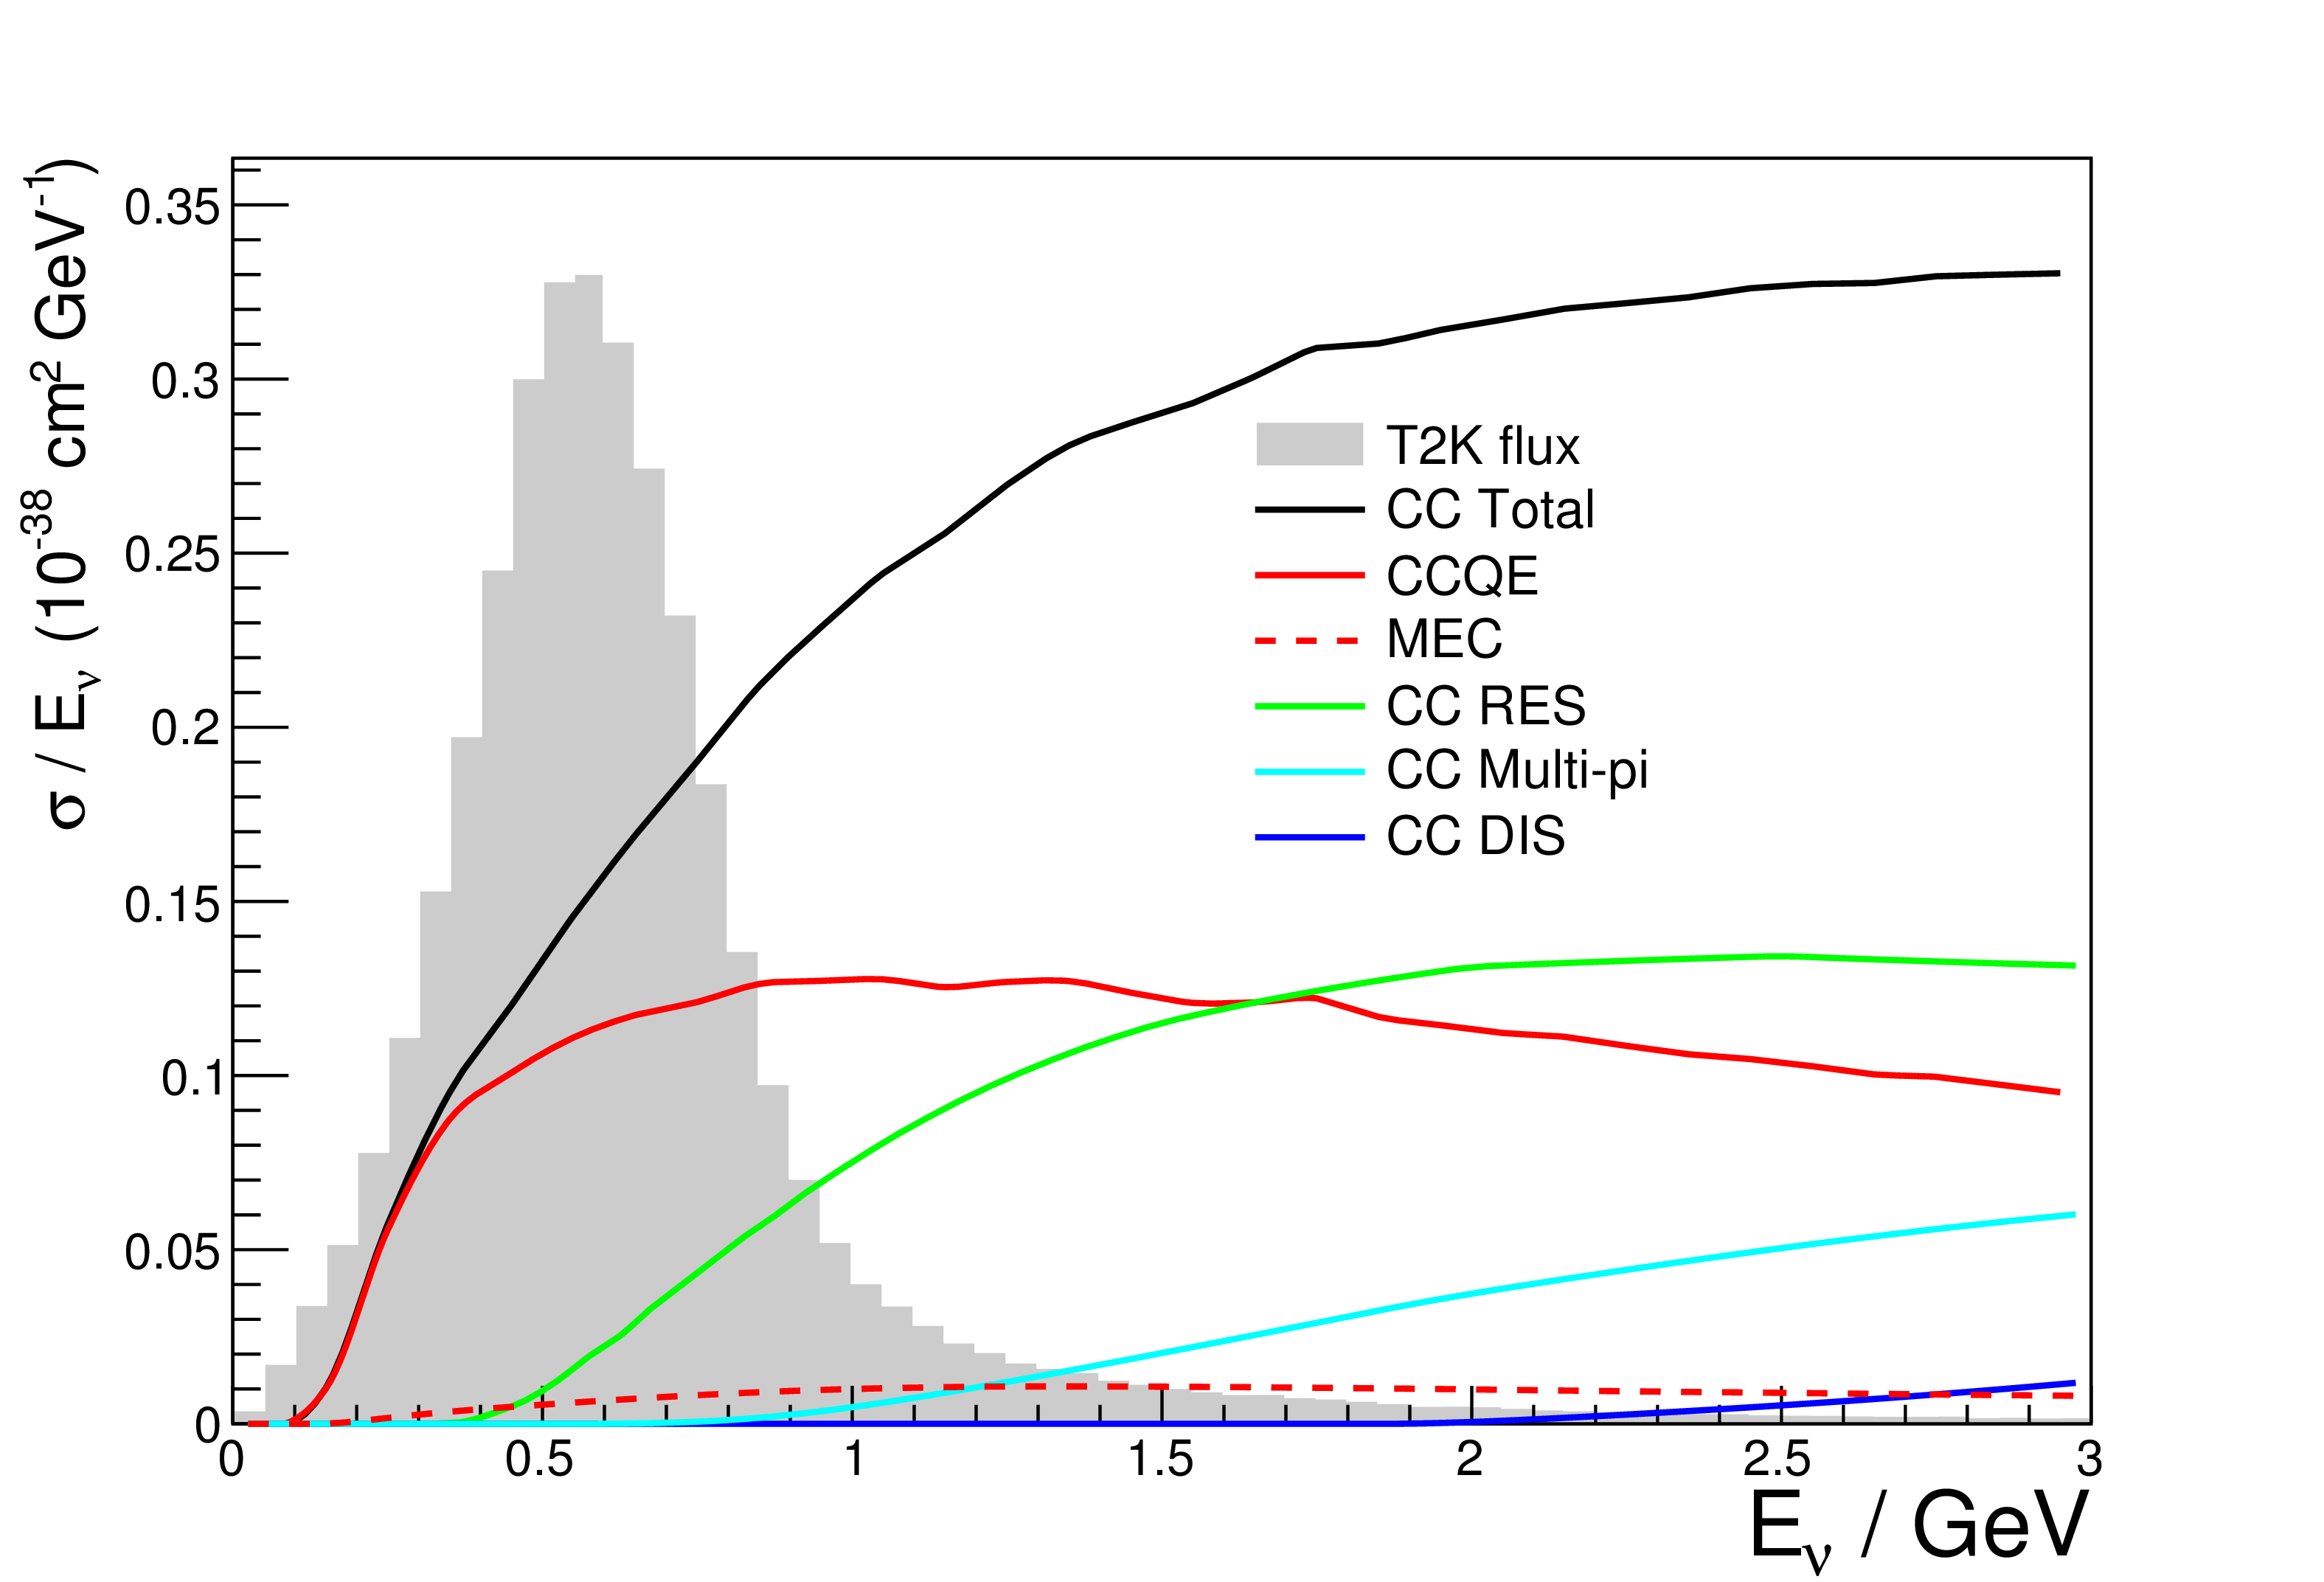 σ / Eν (10⁻³⁸ cm² GeV⁻¹)
0.35
0.3
0.25
0.2
0.15
0.1
0.05
0
T2K flux
CC Total
CCQE
MEC
CC RES
CC Multi-pi
CC DIS
0 0.5 1 1.5 2 2.5 3
Eν / GeV